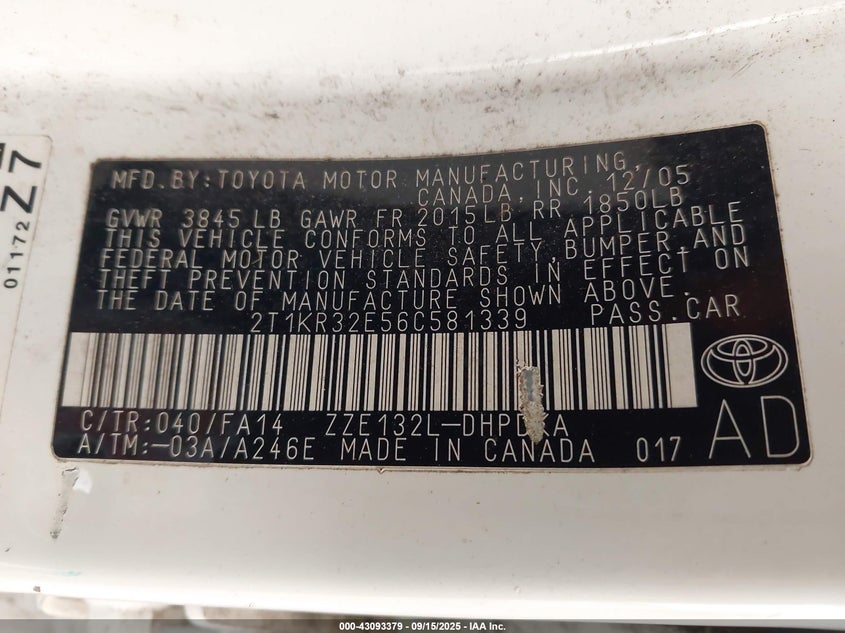 Z7
01172
MFD.BY:TOYOTA MOTOR MANUFACTURING,
CANADA,INC. 12/05
GVWR 3845 LB GAWR FR 2015LB RR 1850LB
THIS VEHICLE CONFORMS TO ALL APPLICABLE
FEDERAL MOTOR VEHICLE SAFETY,BUMPER,AND
THEFT PREVENTION STANDARDS IN EFFECT ON
THE DATE OF MANUFACTURE SHOWN ABOVE.
2T1KR32E56C581339 PASS.CAR
C/TR:040/FA14 ZZE132L-
A/TM:-03A/A246E MADE IN CANADA 017
AD
000-43093379 - 09/15/2025 - IAA Inc.